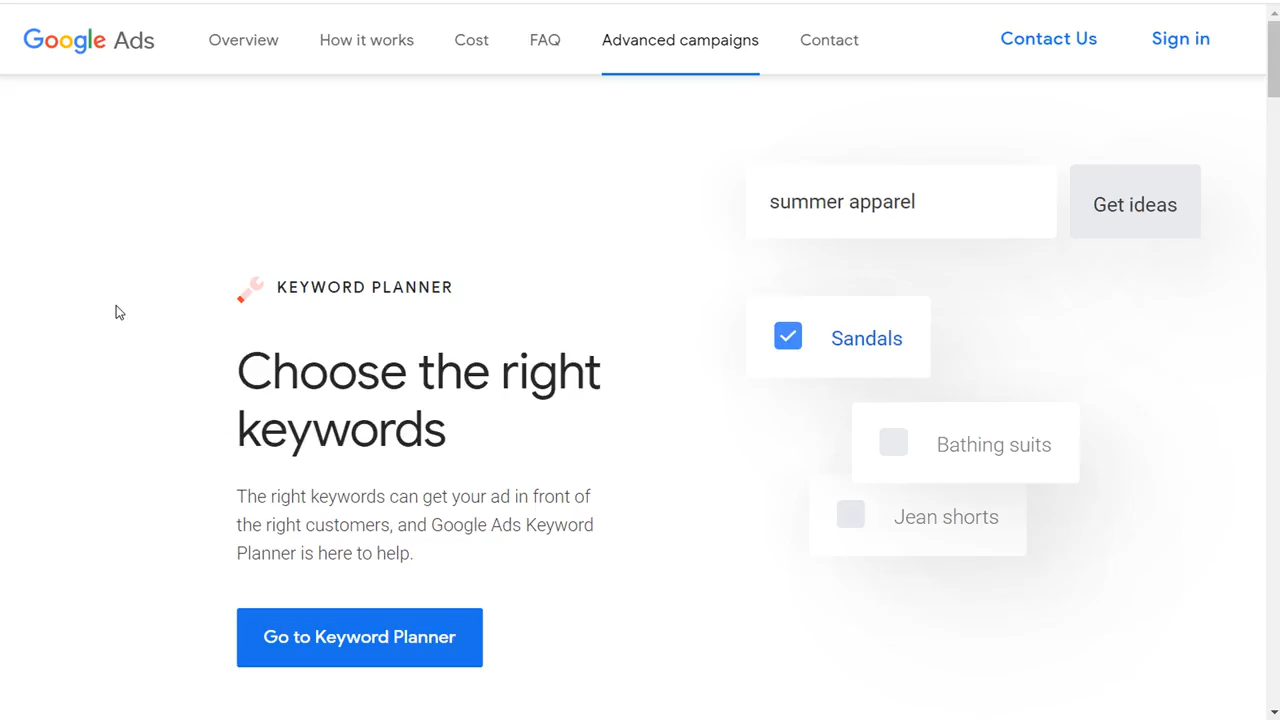 Google Ads Overview How it works Cost FAQ Advanced campaigns Contact Contact Us Sign in
summer apparel Get ideas
KEYWORD PLANNER
Choose the right
keywords
The right keywords can get your ad in front of
the right customers, and Google Ads Keyword
Planner is here to help.
Go to Keyword Planner
Sandals
Bathing suits
Jean shorts